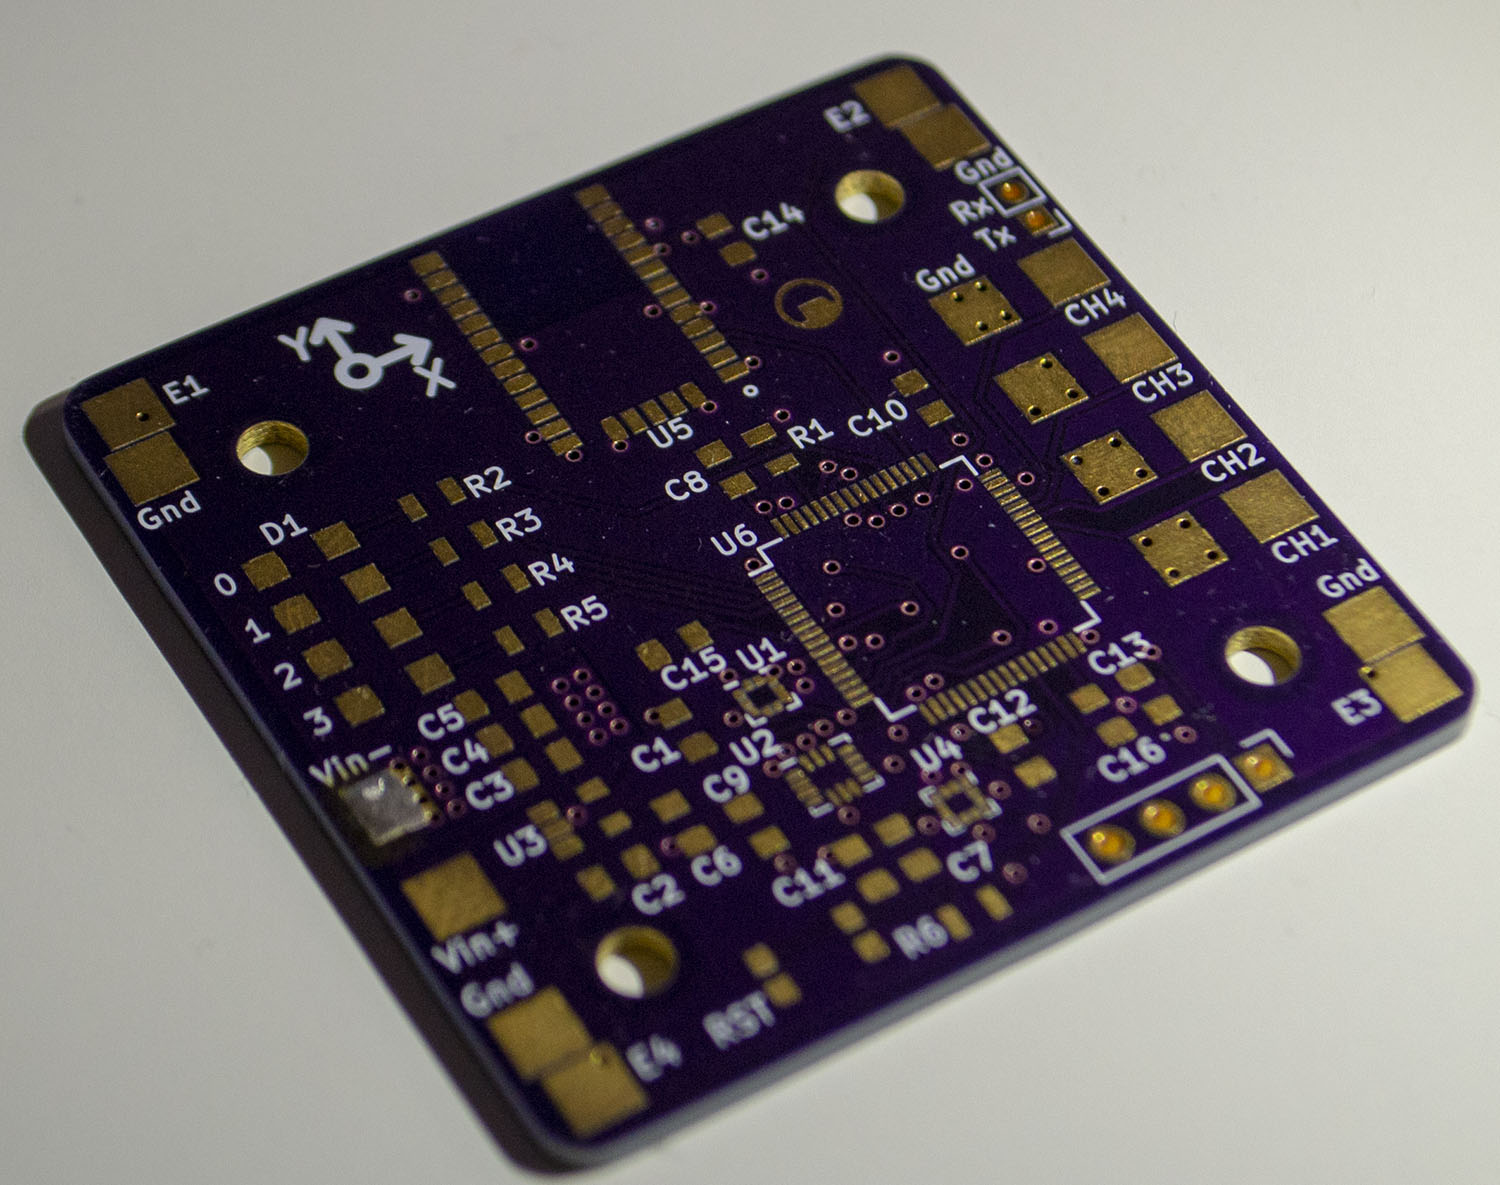 E2
Gnd
Rx
Tx
C14
Gnd
CH4
Y
X
E1
CH3
U5
R1
C10
CH2
Gnd
D1
R2
C8
CH1
0
R3
U6
Gnd
1
R4
2
R5
3
C15
U1
C13
E3
C5
C12
Vin-
C4
C1
U2
U4
C16
C3
C9
U3
C2
C6
C11
C7
Vin+
R6
Gnd
RST
E4